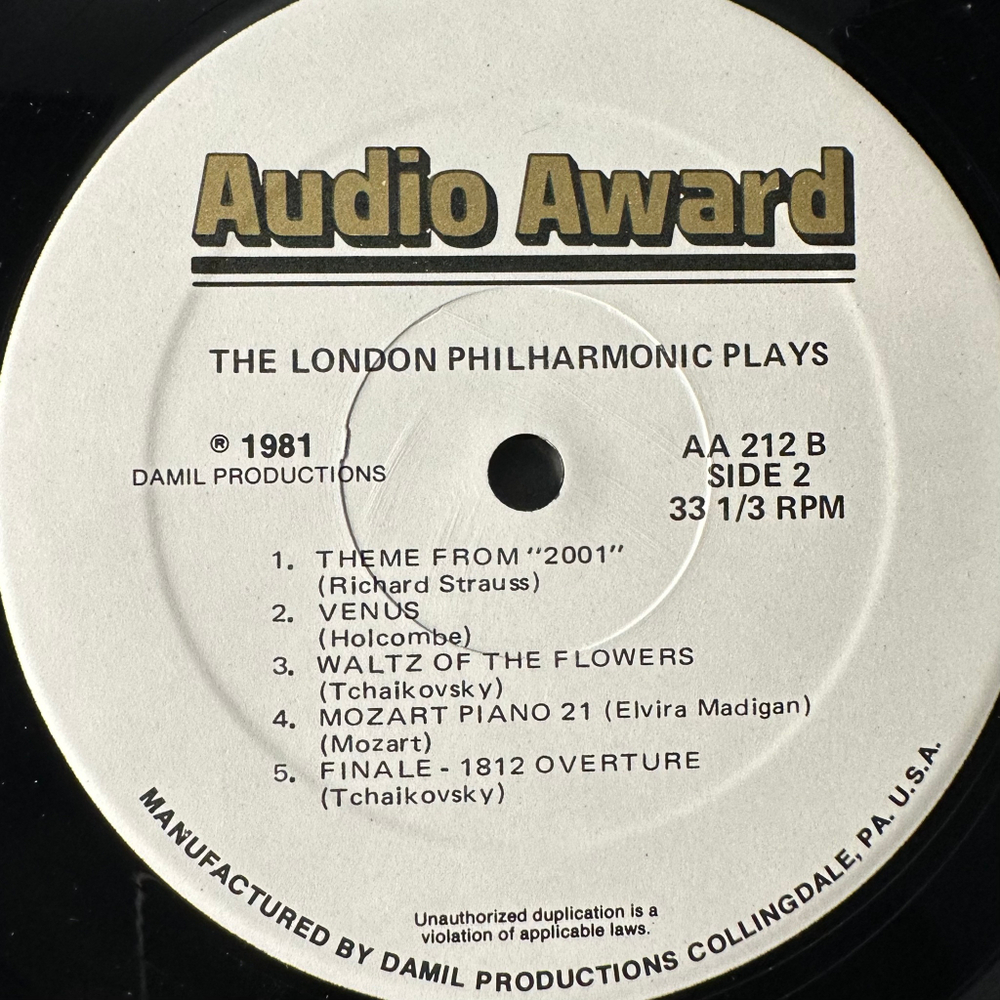 Audio Award
THE LONDON PHILHARMONIC PLAYS
® 1981
DAMIL PRODUCTIONS
AA 212 B
SIDE 2
33 1/3 RPM
1. THEME FROM "2001"
(Richard Strauss)
2. VENUS
(Holcombe)
3. WALTZ OF THE FLOWERS
(Tchaikovsky)
4. MOZART PIANO 21 (Elvira Madigan)
(Mozart)
5. FINALE - 1812 OVERTURE
(Tchaikovsky)
Unauthorized duplication is a
violation of applicable laws.
MANUFACTURED BY DAMIL PRODUCTIONS COLLINGDALE, PA. U.S.A.